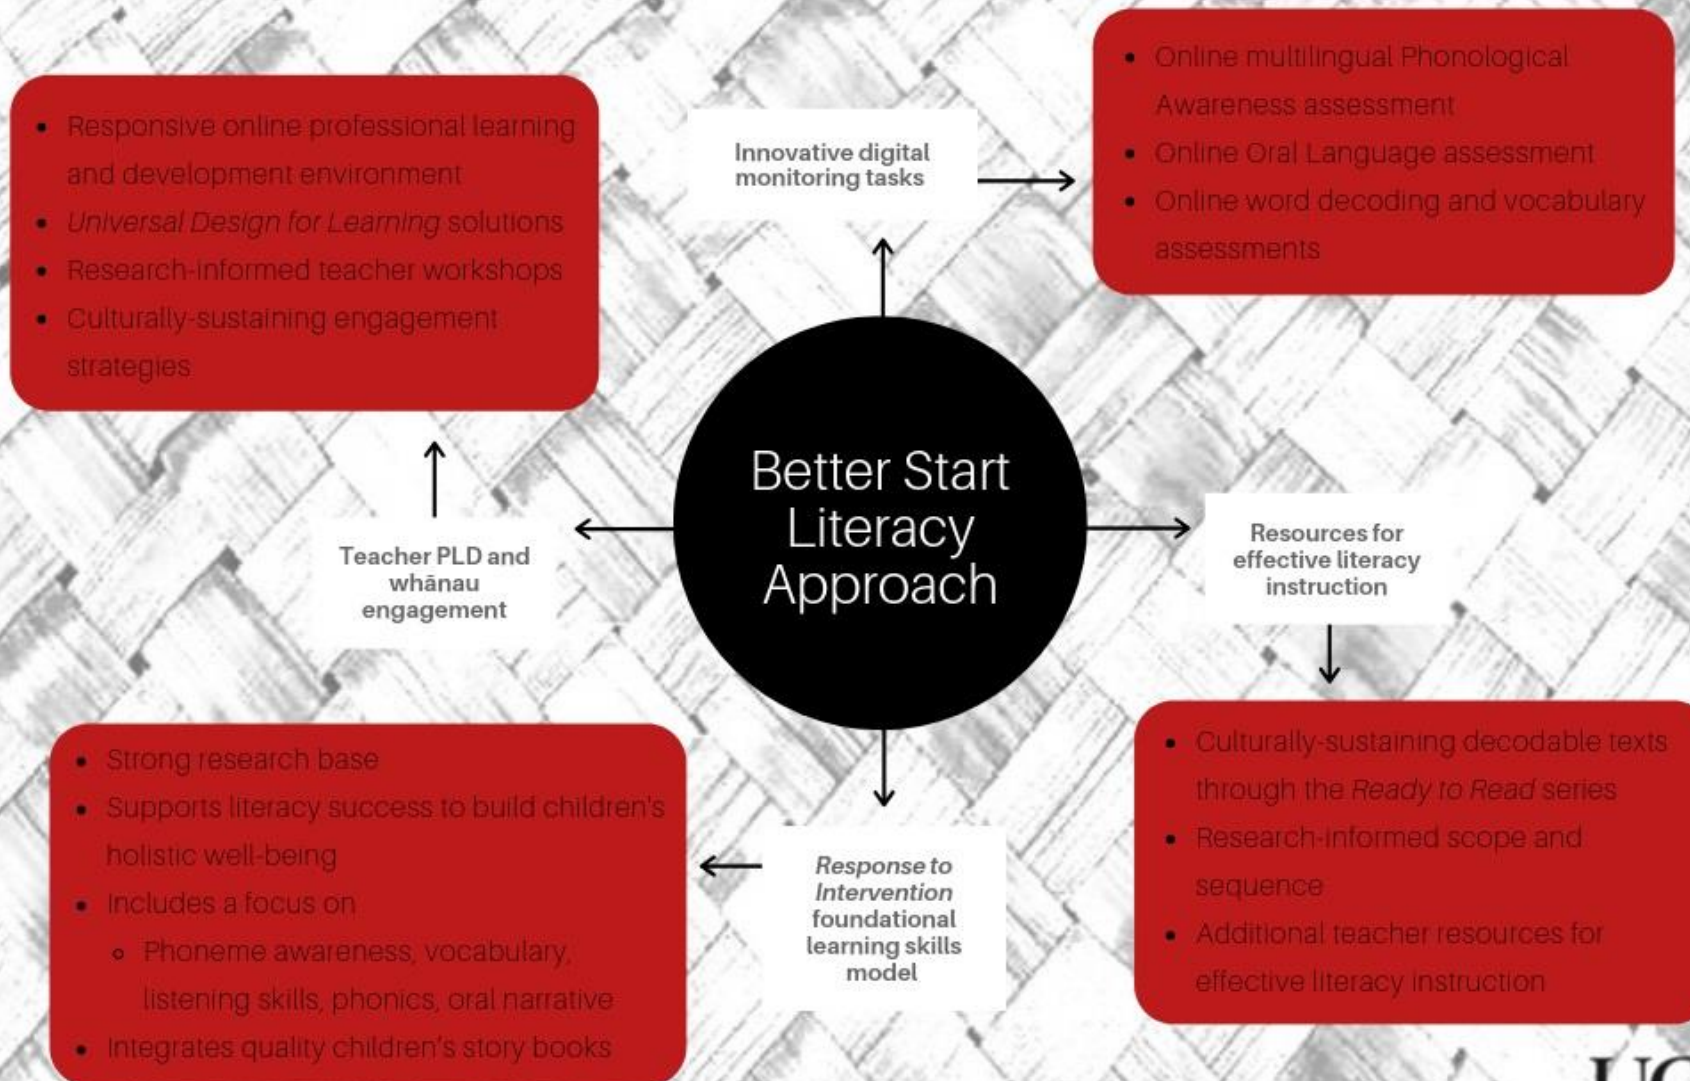 • Responsive online professional learning
and development environment
• Universal Design for Learning solutions
• Research-informed teacher workshops
• Culturally-sustaining engagement
strategies
Innovative digital
monitoring tasks
• Online multilingual Phonological
Awareness assessment
• Online Oral Language assessment
• Online word decoding and vocabulary
assessments
Better Start
Literacy
Approach
Teacher PLD and
whānau
engagement
Resources for
effective literacy
instruction
• Strong research base
• Supports literacy success to build children's
holistic well-being
• Includes a focus on
◦ Phoneme awareness, vocabulary,
listening skills, phonics, oral narrative
• Integrates quality children's story books
Response to
Intervention
foundational
learning skills
model
• Culturally-sustaining decodable texts
through the Ready to Read series
• Research-informed scope and
sequence
• Additional teacher resources for
effective literacy instruction